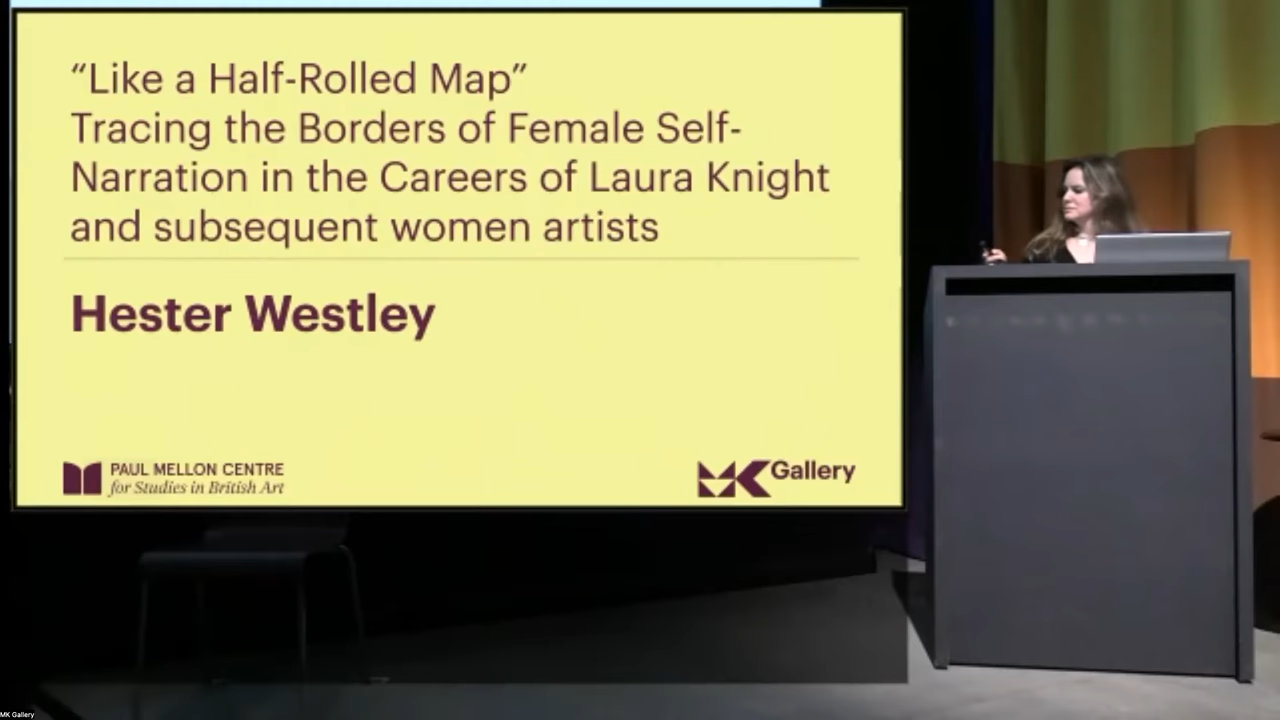 “Like a Half-Rolled Map”
Tracing the Borders of Female Self-
Narration in the Careers of Laura Knight
and subsequent women artists
Hester Westley
PAUL MELLON CENTRE
for Studies in British Art
MK Gallery
MK Gallery